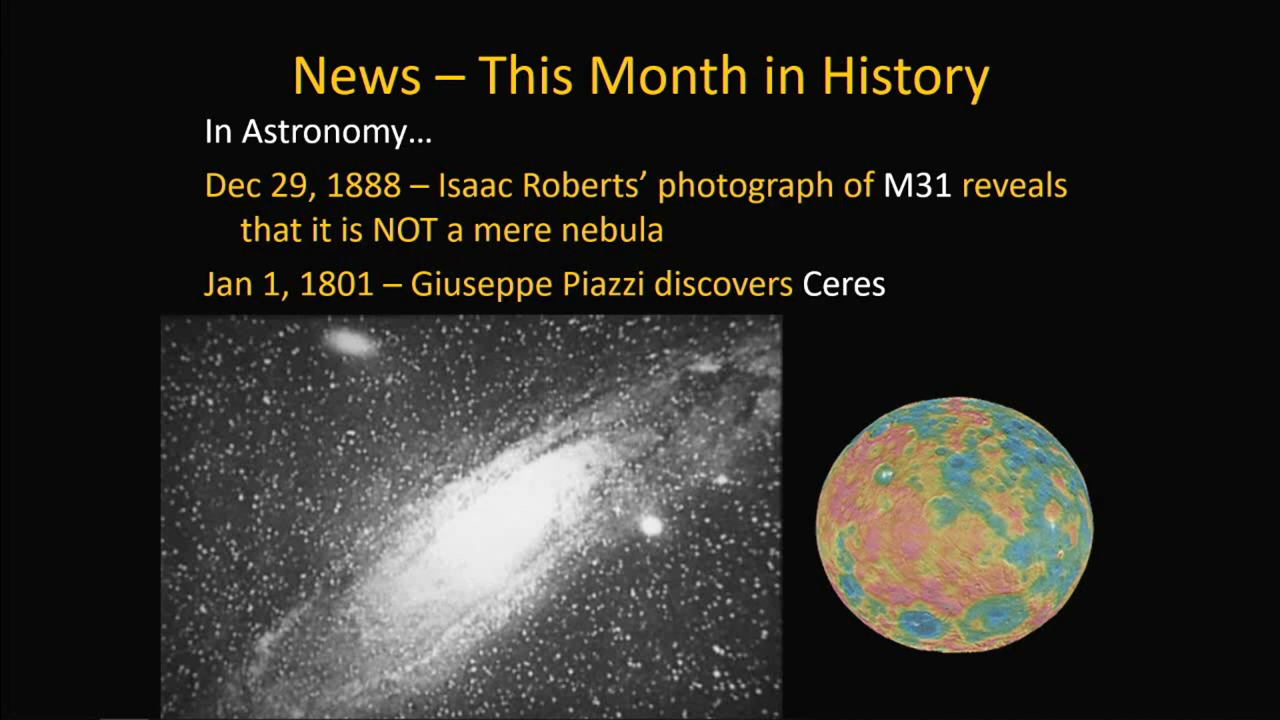 News – This Month in History
In Astronomy…
Dec 29, 1888 – Isaac Roberts’ photograph of M31 reveals
that it is NOT a mere nebula
Jan 1, 1801 – Giuseppe Piazzi discovers Ceres